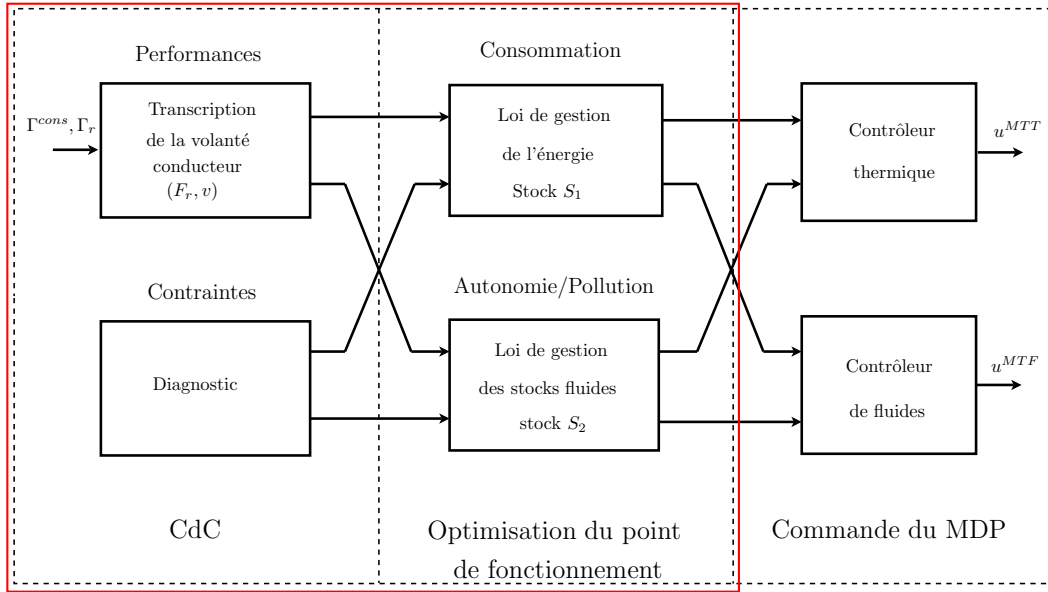 Performances
Γ^{cons}, Γ_r
Transcription
de la volanté
conducteur
(F_r, v)
Contraintes
Diagnostic
CdC
Consommation
Loi de gestion
de l'énergie
Stock S_1
Autonomie/Pollution
Loi de gestion
des stocks fluides
stock S_2
Optimisation du point
de fonctionnement
Contrôleur
thermique
u^{MTT}
Contrôleur
de fluides
u^{MTF}
Commande du MDP